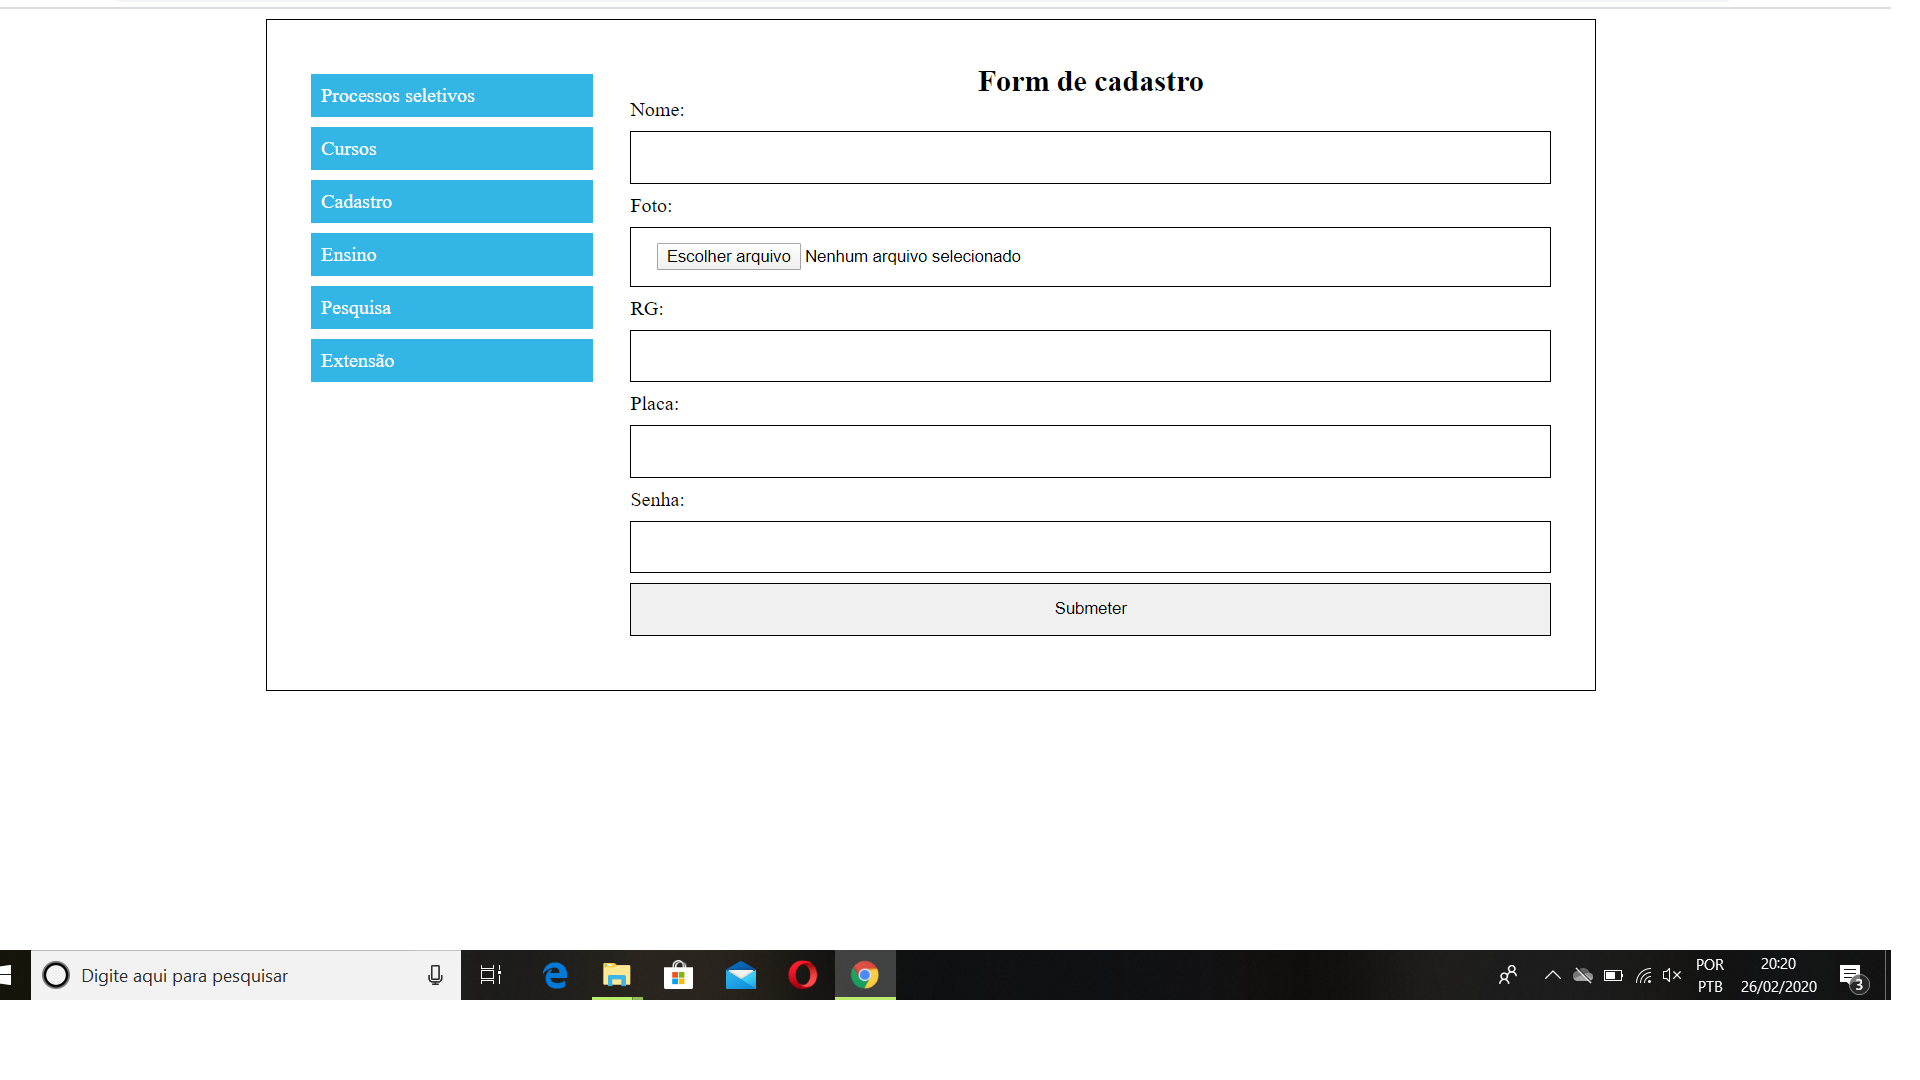 Processos seletivos
Cursos
Cadastro
Ensino
Pesquisa
Extensão
Form de cadastro
Nome:
Foto:
Escolher arquivo Nenhum arquivo selecionado
RG:
Placa:
Senha:
Submeter
Digite aqui para pesquisar
POR
PTB
20:20
26/02/2020
3